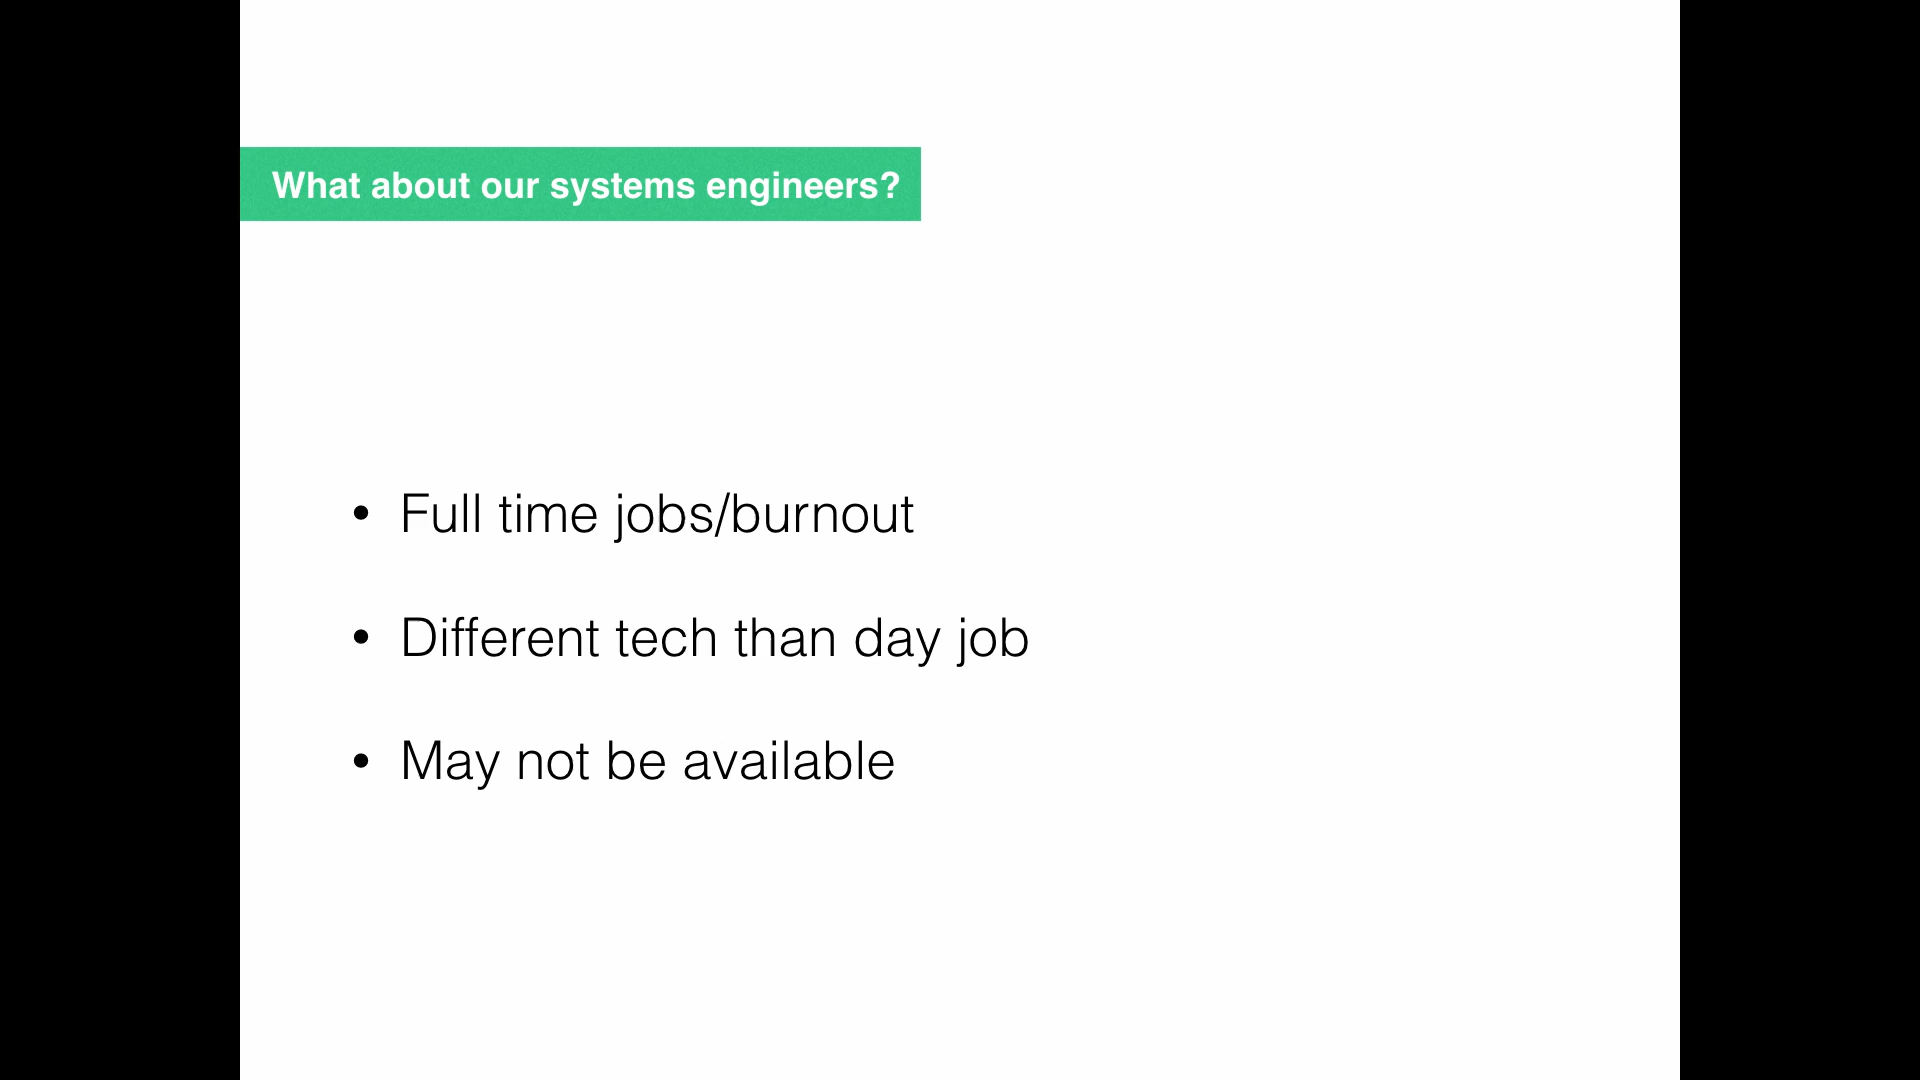 What about our systems engineers?
• Full time jobs/burnout
• Different tech than day job
• May not be available